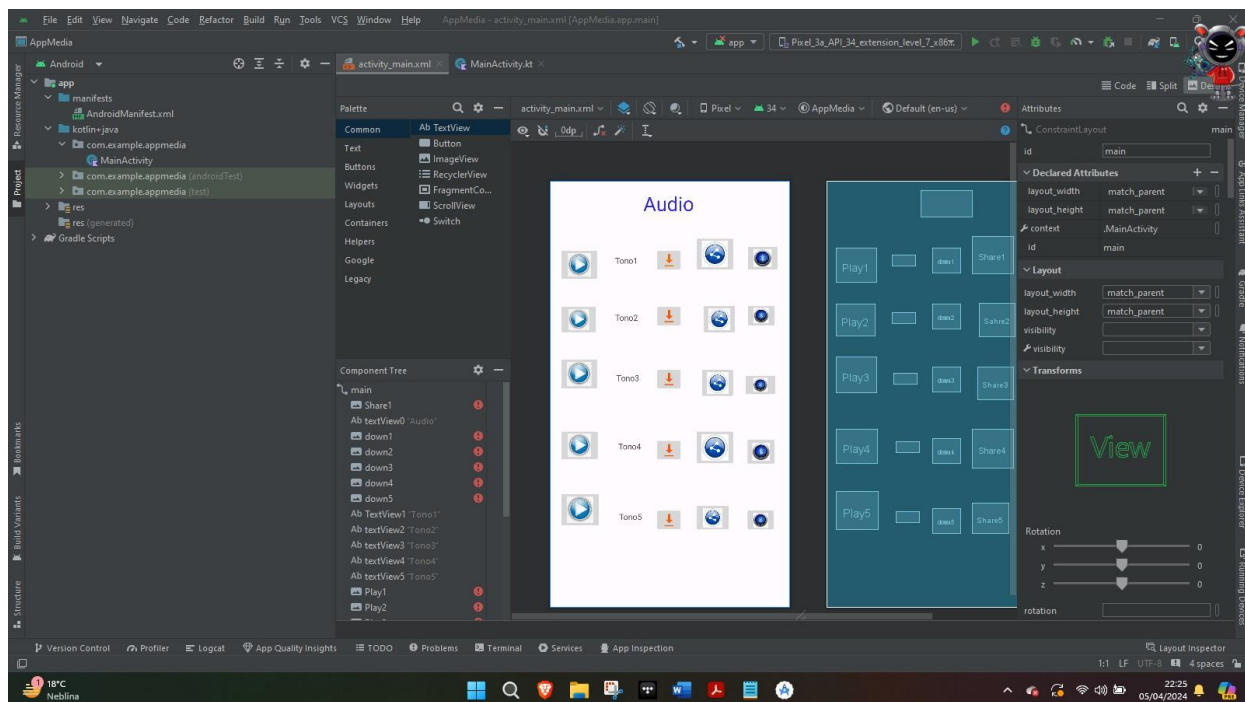 File Edit View Navigate Code Refactor Build Run Tools VCS Window Help AppMedia - activity_main.xml [AppMedia.app.main]
AppMedia
app
Pixel_3a_API_34_extension_level_7_x86
Android
activity_main.xml
MainActivity.kt
Code Split
app
manifests
AndroidManifest.xml
kotlin+java
com.example.appmedia
MainActivity
com.example.appmedia (androidTest)
com.example.appmedia (test)
res
res (generated)
Gradle Scripts
Resource Manager
Project
Bookmarks
Build Variants
Structure
Palette
Common
Text
Buttons
Widgets
Layouts
Containers
Helpers
Google
Legacy
Ab TextView
Button
ImageView
RecyclerView
FragmentCo...
ScrollView
Switch
activity_main.xml Pixel 34 AppMedia Default (en-us)
0dp
Component Tree
main
Share1
Ab textView0 "Audio"
down1
down2
down3
down4
down5
Ab TextView1 "Tono1"
Ab textView2 "Tono2"
Ab textView3 "Tono3"
Ab textView4 "Tono4"
Ab textView5 "Tono5"
Play1
Play2
Audio
Tono1
Tono2
Tono3
Tono4
Tono5
Play1 down1 Share1
Play2 down2 Sahre2
Play3 down3 Share3
Play4 down4 Share4
Play5 down5 Share5
Attributes
ConstraintLayout main
id main
Declared Attributes
layout_width match_parent
layout_height match_parent
context .MainActivity
id main
Layout
layout_width match_parent
layout_height match_parent
visibility
visibility
Transforms
View
Rotation
x 0
y 0
z 0
rotation
Device Manager
App Links Assistant
Gradle
Notifications
Device Explorer
Running Devices
Version Control Profiler Logcat App Quality Insights TODO Problems Terminal Services App Inspection Layout Inspector
1:1 LF UTF-8 4 spaces
1
18°C
Neblina
22:25
05/04/2024